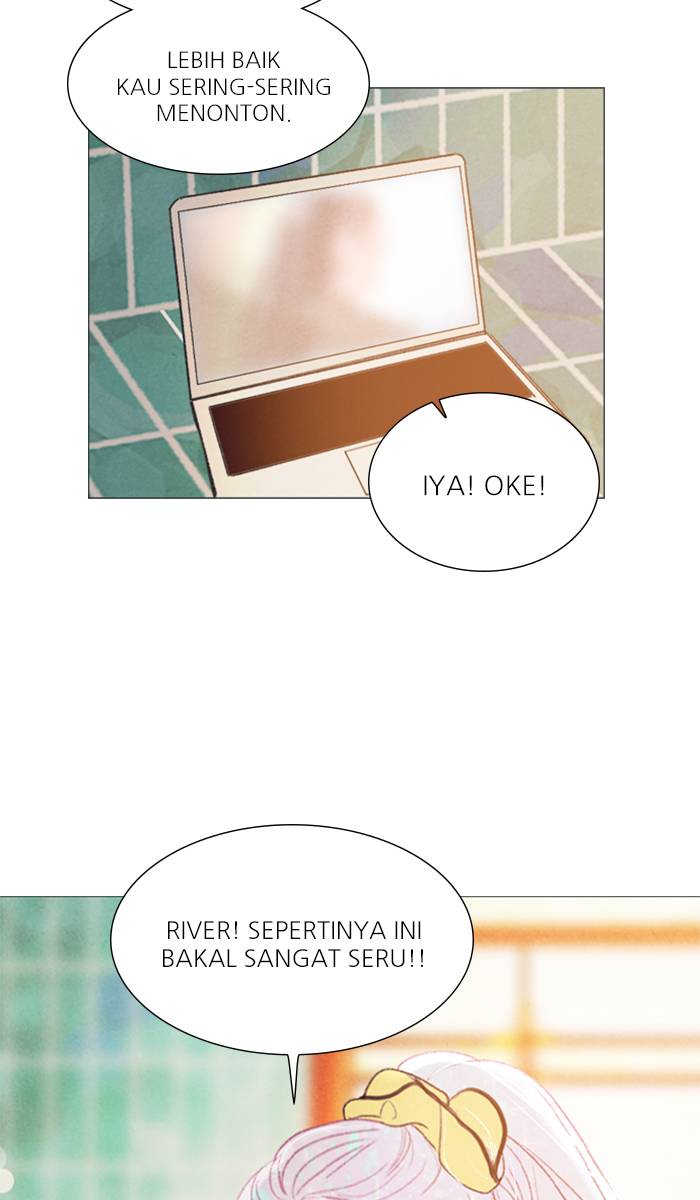 LEBIH BAIK
KAU SERING-SERING
MENONTON.
IYA! OKE!
RIVER! SEPERTINYA INI
BAKAL SANGAT SERU!!